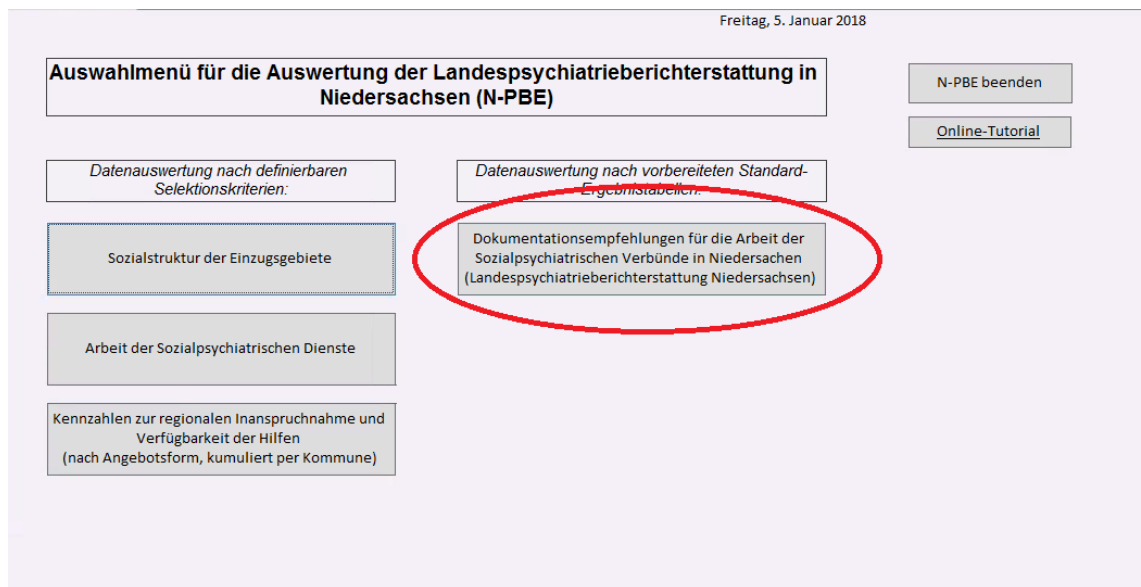 Freitag, 5. Januar 2018
Auswahlmenü für die Auswertung der Landespsychiatrieberichterstattung in
Niedersachsen (N-PBE)
N-PBE beenden
Online-Tutorial
Datenauswertung nach definierbaren
Selektionskriterien:
Datenauswertung nach vorbereiteten Standard-
Ergebnistabellen:
Sozialstruktur der Einzugsgebiete
Dokumentationsempfehlungen für die Arbeit der
Sozialpsychiatrischen Verbünde in Niedersachen
(Landespsychiatrieberichterstattung Niedersachsen)
Arbeit der Sozialpsychiatrischen Dienste
Kennzahlen zur regionalen Inanspruchnahme und
Verfügbarkeit der Hilfen
(nach Angebotsform, kumuliert per Kommune)